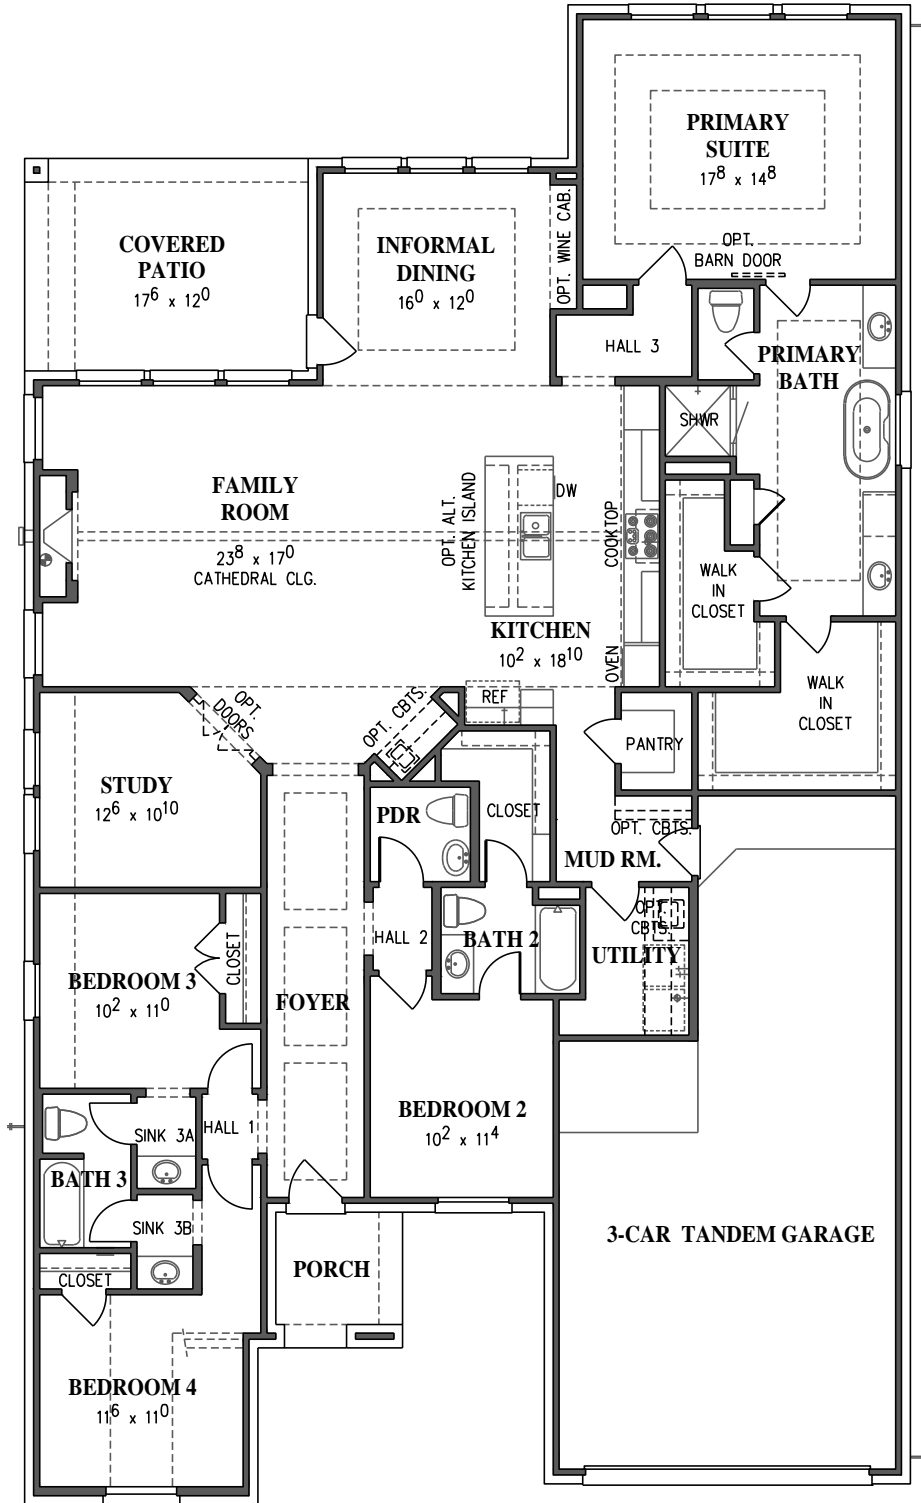 PRIMARY
SUITE
17⁸ x 14⁸
OPT.
BARN DOOR
COVERED
PATIO
17⁶ x 12⁰
INFORMAL
DINING
16⁰ x 12⁰
OPT. WINE CAB.
HALL 3
PRIMARY
BATH
SHWR
FAMILY
ROOM
23⁸ x 17⁰
CATHEDRAL CLG.
OPT. ALT.
KITCHEN ISLAND
DW
COOKTOP
KITCHEN
10² x 18¹⁰
OVEN
REF
WALK
IN
CLOSET
WALK
IN
CLOSET
OPT.
DOORS
OPT. CBTS.
PANTRY
STUDY
12⁶ x 10¹⁰
PDR
CLOSET
OPT. CBTS.
MUD RM.
OPT.
CBTS.
UTILITY
HALL 2
BATH 2
CLOSET
BEDROOM 3
10² x 11⁰
FOYER
BEDROOM 2
10² x 11⁴
HALL 1
SINK 3A
BATH 3
SINK 3B
CLOSET
PORCH
3-CAR TANDEM GARAGE
BEDROOM 4
11⁶ x 11⁰